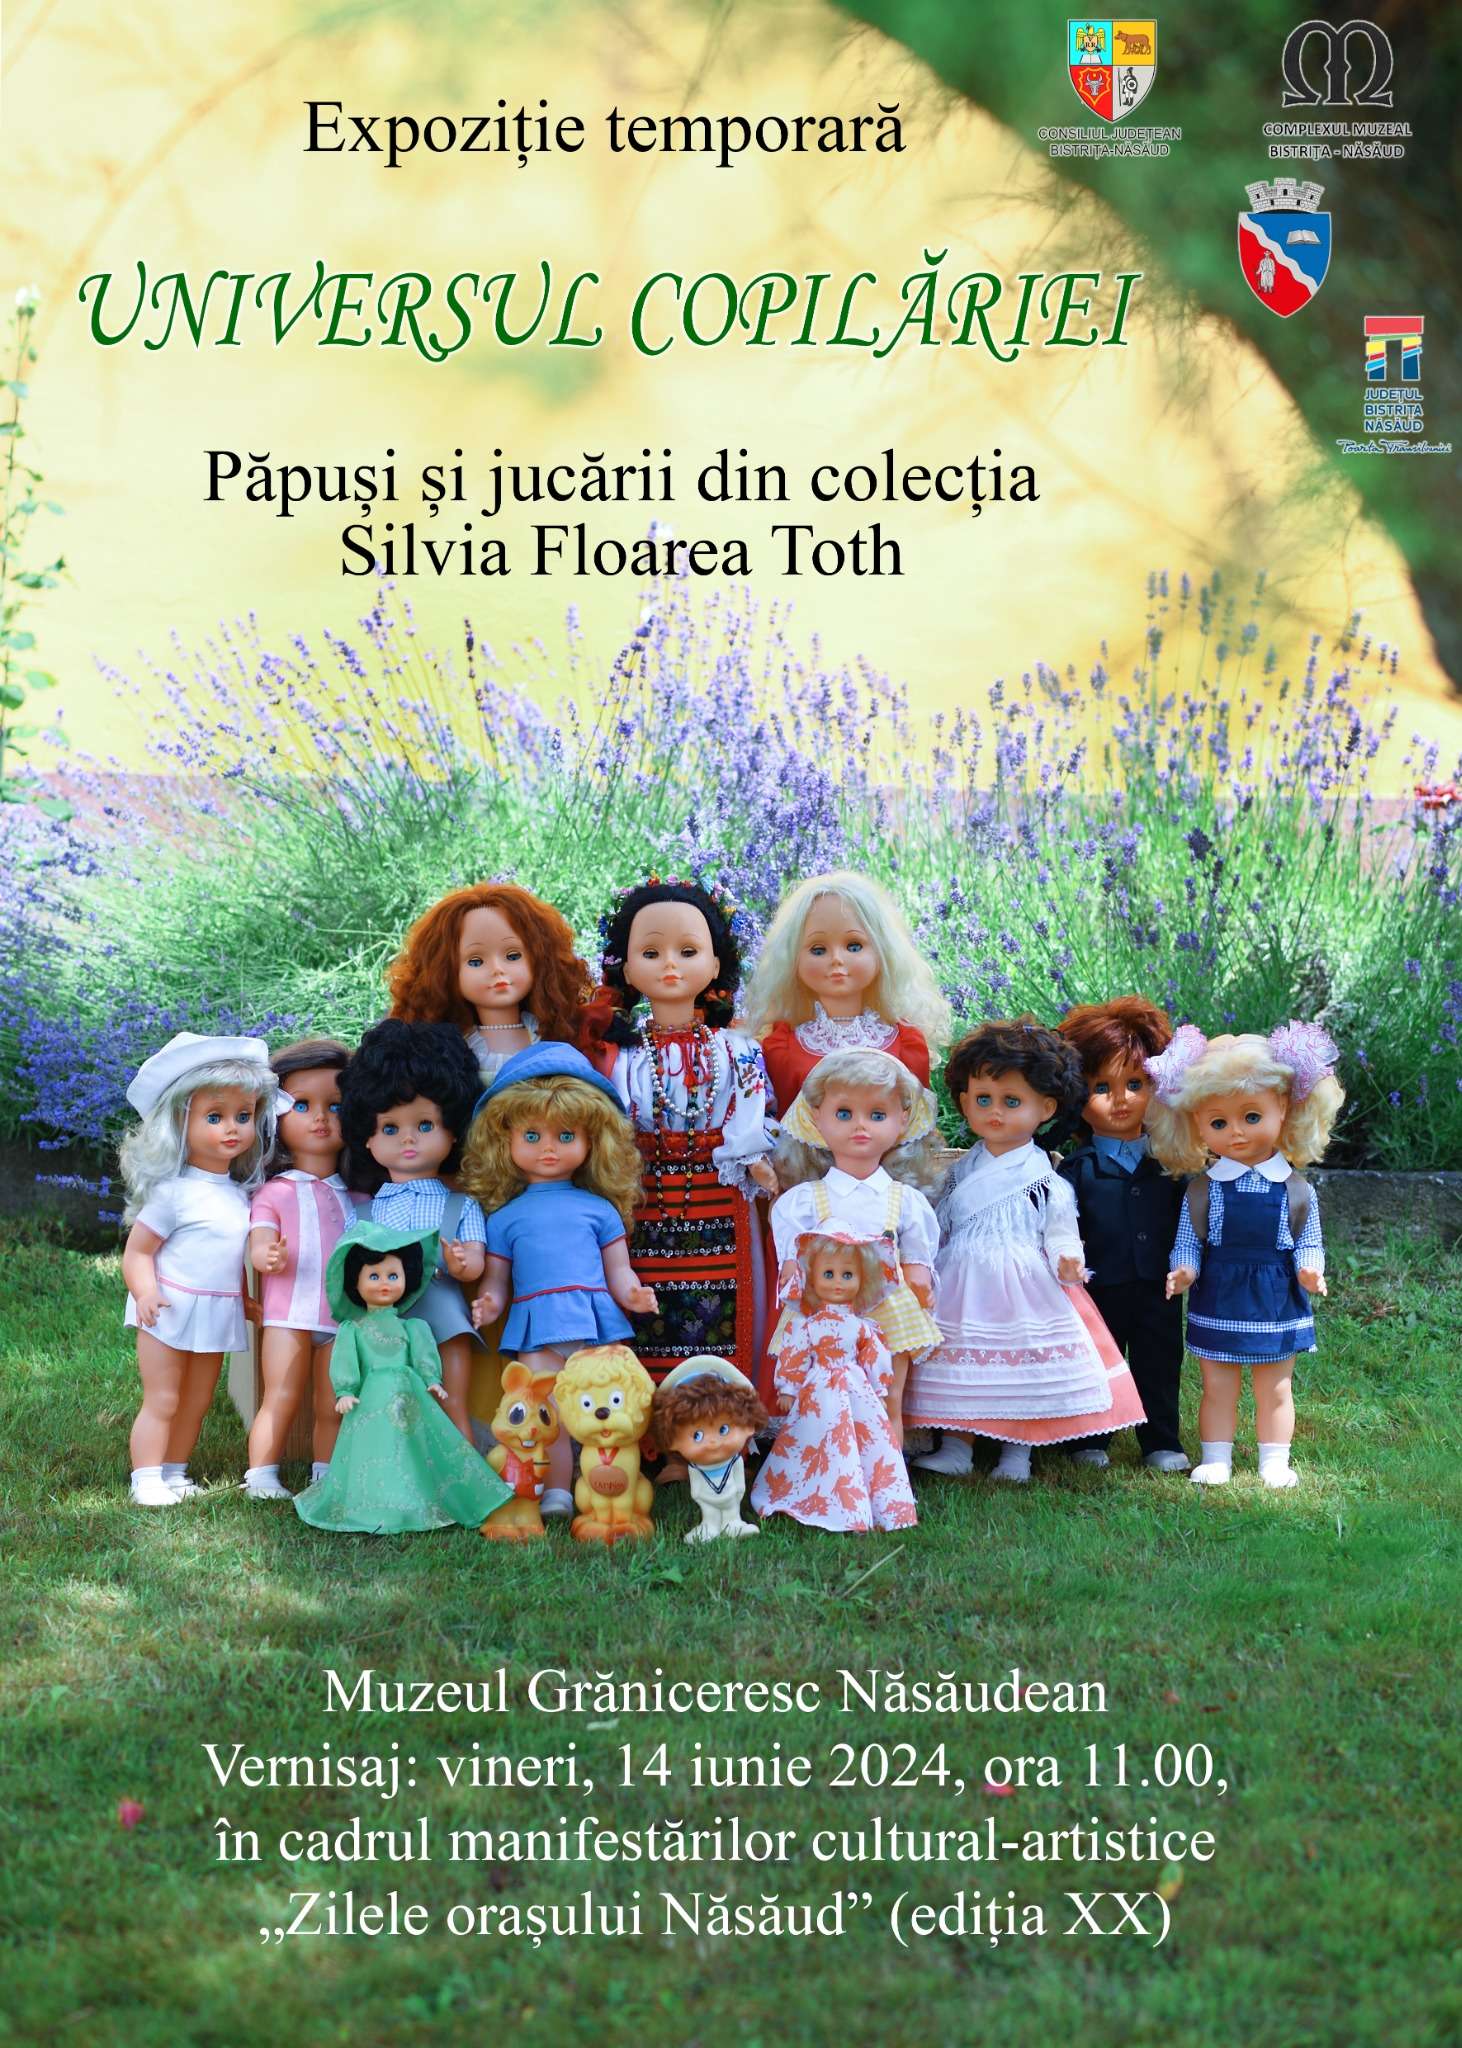 Expoziție temporară
CONSILIUL JUDEȚEAN
BISTRIȚA-NĂSĂUD
COMPLEXUL MUZEAL
BISTRIȚA - NĂSĂUD
UNIVERSUL COPILĂRIEI
JUDEȚUL
BISTRIȚA
NĂSĂUD
Toarta Transilvaniei
Păpuși și jucării din colecția
Silvia Floarea Toth
Muzeul Grăniceresc Năsăudean
Vernisaj: vineri, 14 iunie 2024, ora 11.00,
în cadrul manifestărilor cultural-artistice
„Zilele orașului Năsăud” (ediția XX)